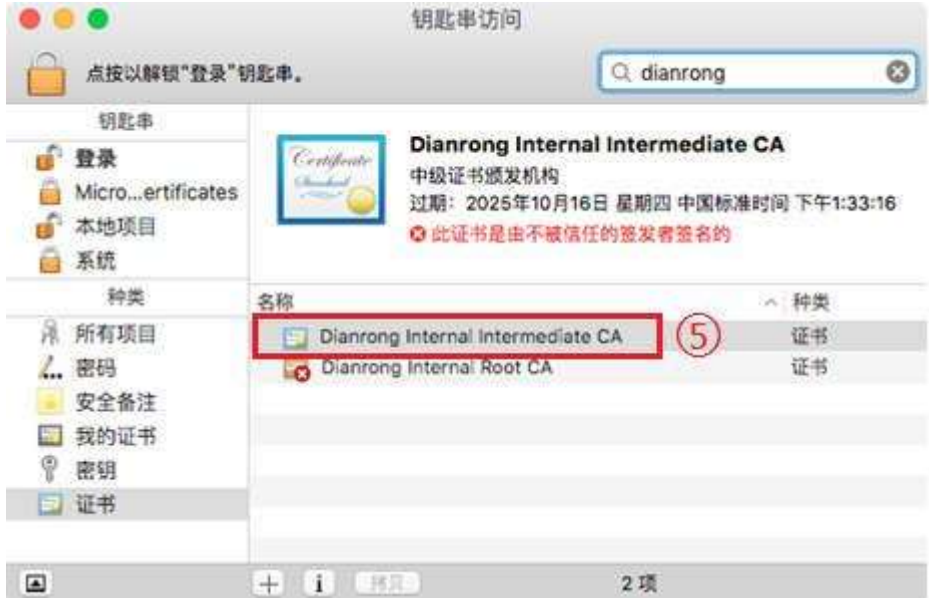 钥匙串访问
点按以解锁"登录"钥匙串。
dianrong
钥匙串
登录
Micro...ertificates
本地项目
系统
种类
所有项目
密码
安全备注
我的证书
密钥
证书
Certificate
Standard
Dianrong Internal Intermediate CA
中级证书颁发机构
过期：2025年10月16日 星期四 中国标准时间 下午1:33:16
此证书是由不被信任的签发者签名的
名称 种类
Dianrong Internal Intermediate CA ⑤ 证书
Dianrong Internal Root CA 证书
拷贝
2 项